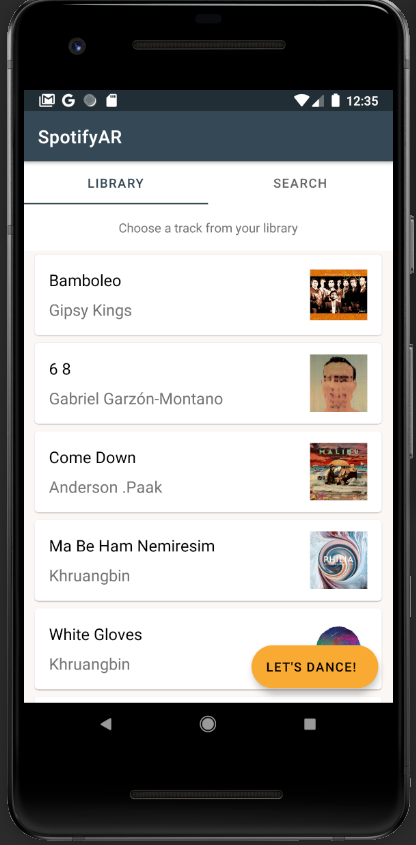 12:35
SpotifyAR
LIBRARY
SEARCH
Choose a track from your library
Bamboleo
Gipsy Kings
6 8
Gabriel Garzón-Montano
Come Down
Anderson .Paak
MALIBU
Ma Be Ham Nemiresim
Khruangbin
White Gloves
Khruangbin
LET'S DANCE!